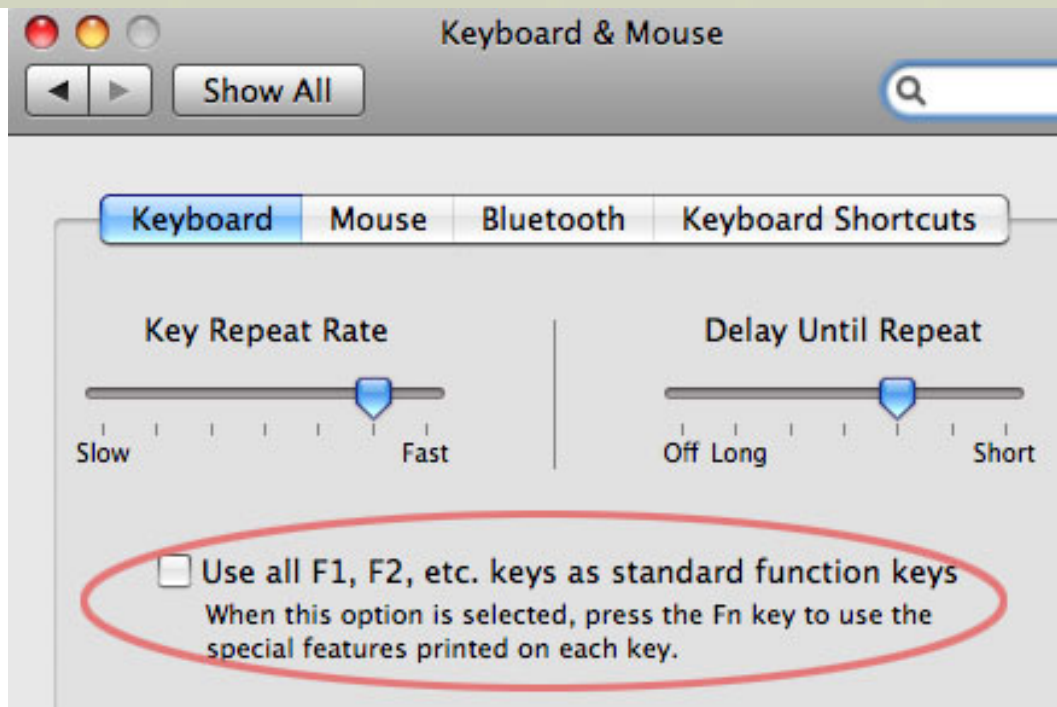 Keyboard & Mouse
Show All
Keyboard Mouse Bluetooth Keyboard Shortcuts
Key Repeat Rate Delay Until Repeat
Slow Fast Off Long Short
Use all F1, F2, etc. keys as standard function keys
When this option is selected, press the Fn key to use the
special features printed on each key.